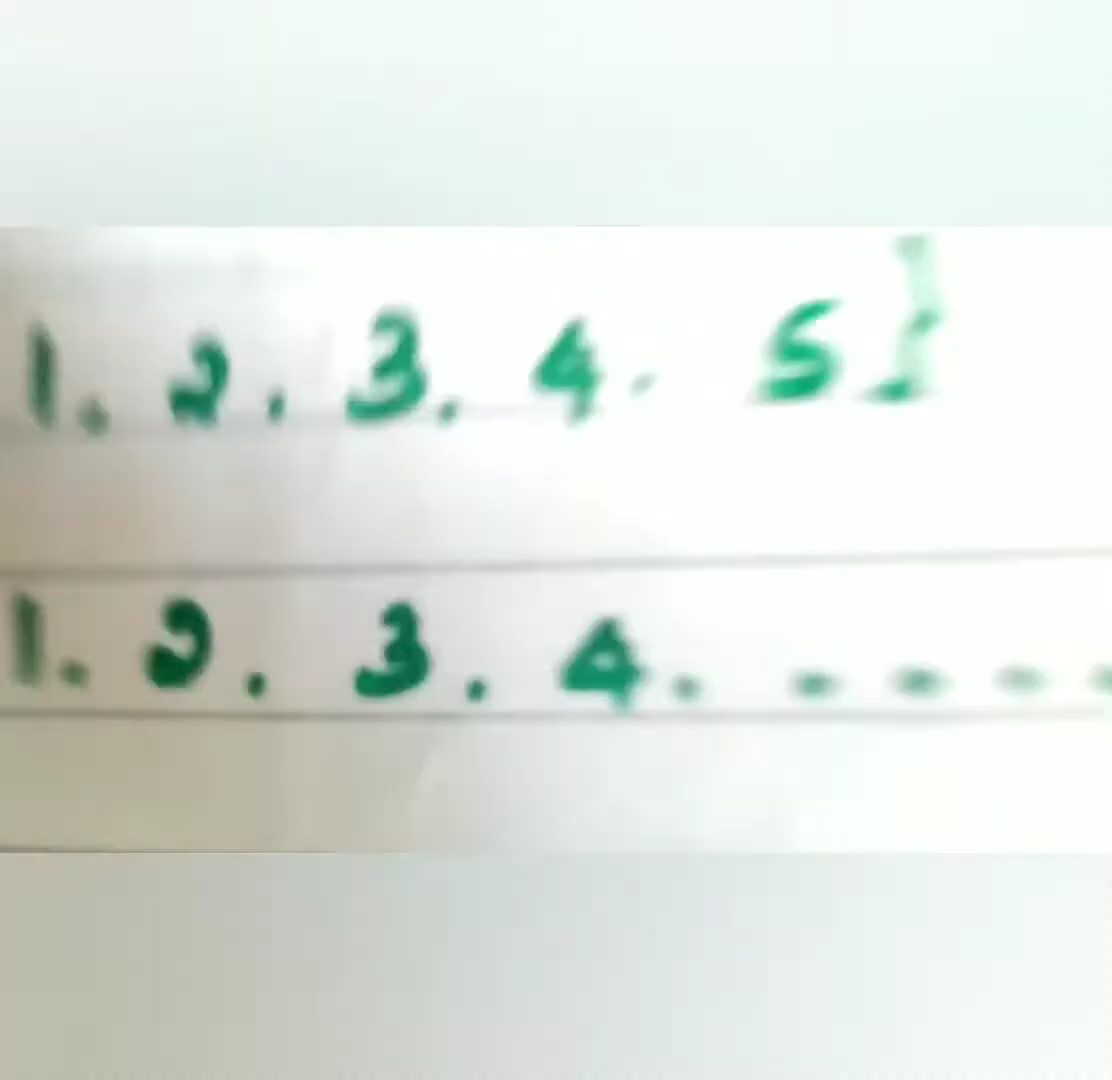 1. 2. 3. 4. 5}
1. 2. 3. 4. - - - -